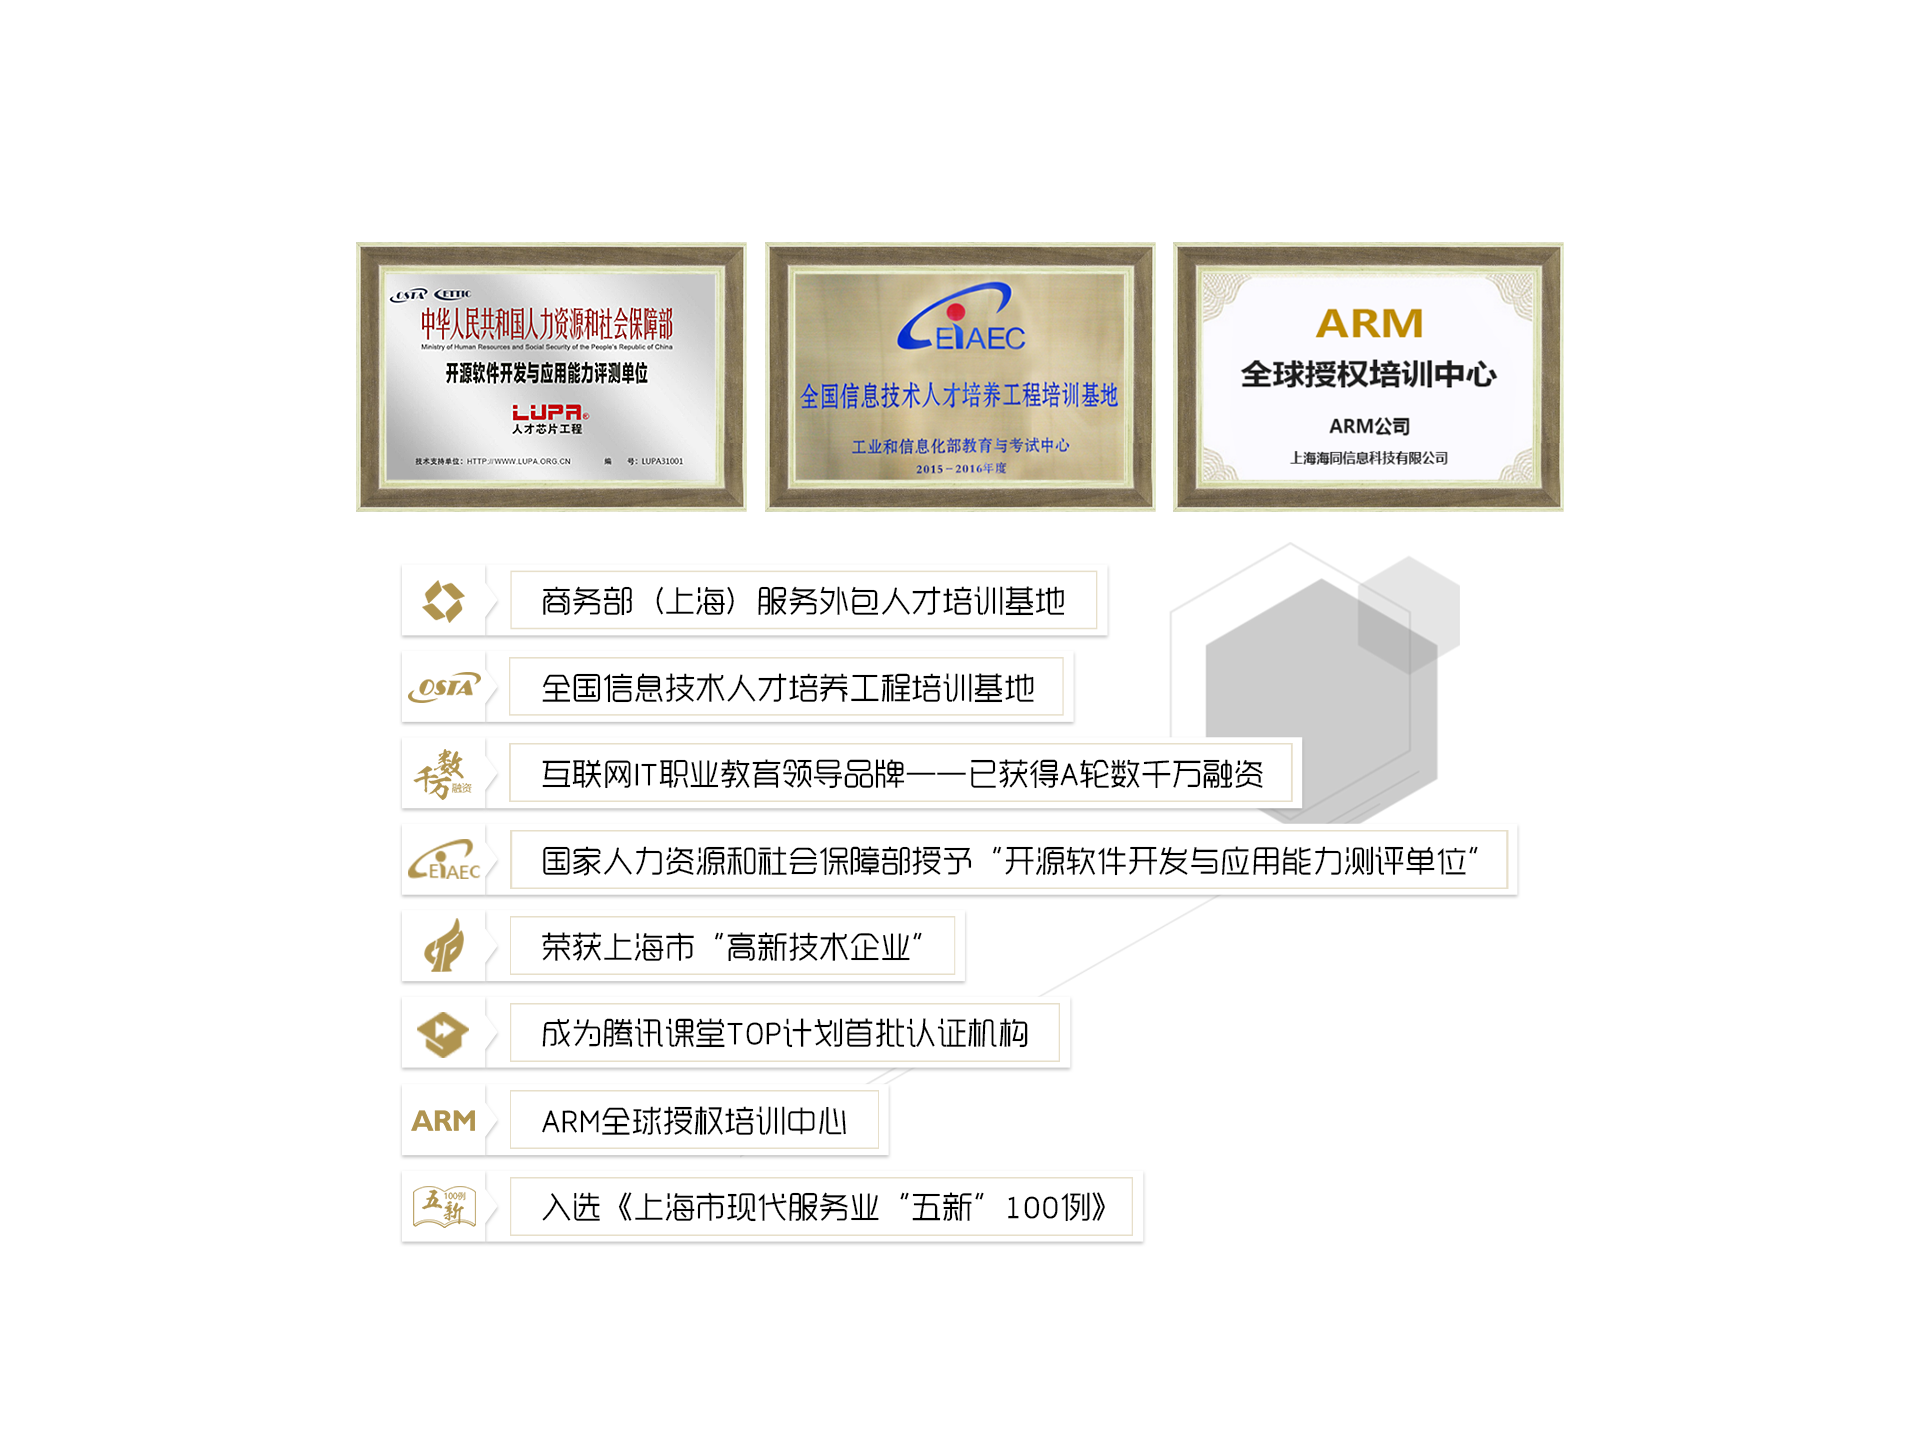 OSTA CETTIC
中华人民共和国人力资源和社会保障部
Ministry of Human Resources and Social Security of the People's Republic of China
开源软件开发与应用能力评测单位
LUPA®
人才芯片工程
技术支持单位：HTTP://WWW.LUPA.ORG.CN 编 号：LUPA31001
CEIAEC
全国信息技术人才培养工程培训基地
工业和信息化部教育与考试中心
2015－2016年度
ARM
全球授权培训中心
ARM公司
上海海同信息科技有限公司
商务部（上海）服务外包人才培训基地
OSTA
全国信息技术人才培养工程培训基地
数千万融资
互联网IT职业教育领导品牌——已获得A轮数千万融资
CEIAEC
国家人力资源和社会保障部授予“开源软件开发与应用能力测评单位”
荣获上海市“高新技术企业”
成为腾讯课堂TOP计划首批认证机构
ARM
ARM全球授权培训中心
五新100例
入选《上海市现代服务业“五新”100例》